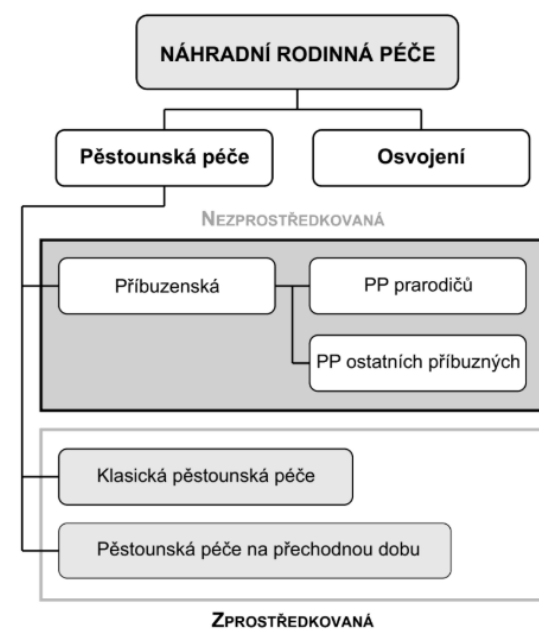 NÁHRADNÍ RODINNÁ PÉČE
Pěstounská péče
Osvojení
NEZPROSTŘEDKOVANÁ
Příbuzenská
PP prarodičů
PP ostatních příbuzných
Klasická pěstounská péče
Pěstounská péče na přechodnou dobu
ZPROSTŘEDKOVANÁ